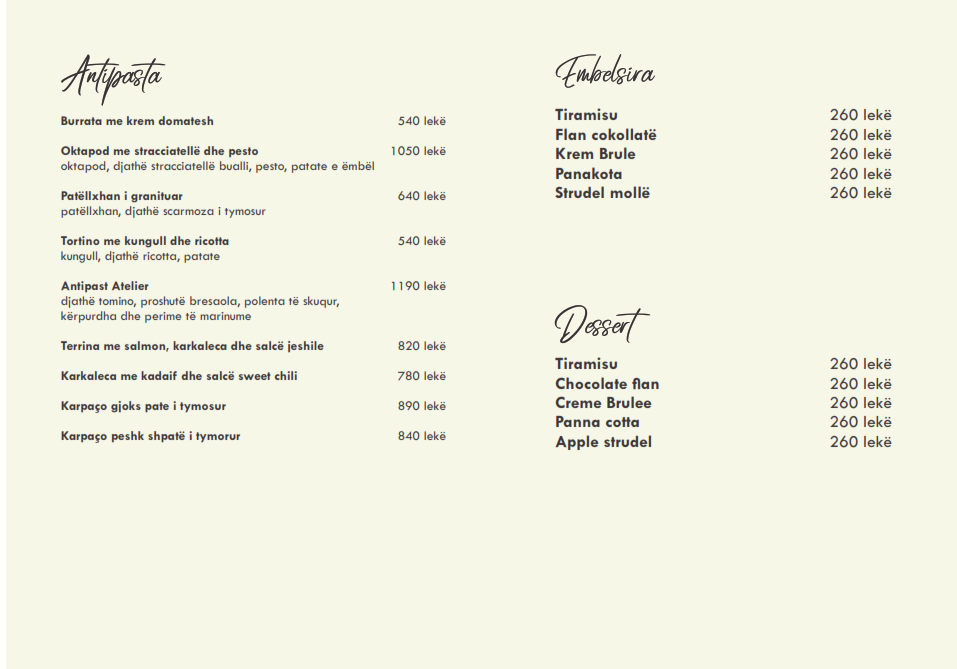 Antipasta
Burrata me krem domatesh 540 lekë
Oktapod me stracciatellë dhe pesto 1050 lekë
oktapod, djathë stracciatellë bualli, pesto, patate e ëmbël
Patëllxhan i granituar 640 lekë
patëllxhan, djathë scarmoza i tymosur
Tortino me kungull dhe ricotta 540 lekë
kungull, djathë ricotta, patate
Antipast Atelier 1190 lekë
djathë tomino, proshutë bresaola, polenta të skuqur,
kërpurdha dhe perime të marinume
Terrina me salmon, karkaleca dhe salcë jeshile 820 lekë
Karkaleca me kadaif dhe salcë sweet chili 780 lekë
Karpaço gjoks pate i tymosur 890 lekë
Karpaço peshk shpatë i tymorur 840 lekë
Embelsira
Tiramisu 260 lekë
Flan cokollatë 260 lekë
Krem Brule 260 lekë
Panakota 260 lekë
Strudel mollë 260 lekë
Dessert
Tiramisu 260 lekë
Chocolate flan 260 lekë
Creme Brulee 260 lekë
Panna cotta 260 lekë
Apple strudel 260 lekë